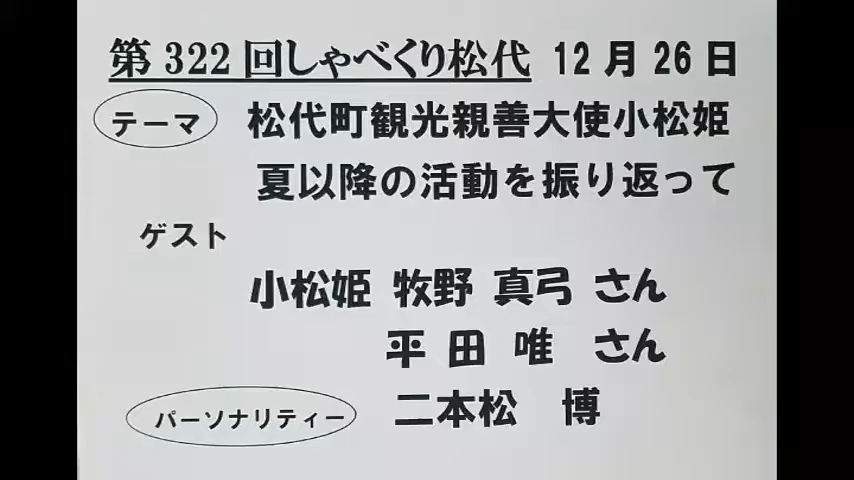 第322回しゃべくり松代 12月26日
テーマ 松代町観光親善大使小松姫
夏以降の活動を振り返って
ゲスト
小松姫 牧野 真弓 さん
平田 唯 さん
パーソナリティー 二本松 博